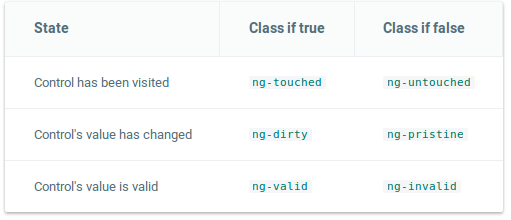 State Class if true Class if false
Control has been visited ng-touched ng-untouched
Control's value has changed ng-dirty ng-pristine
Control's value is valid ng-valid ng-invalid